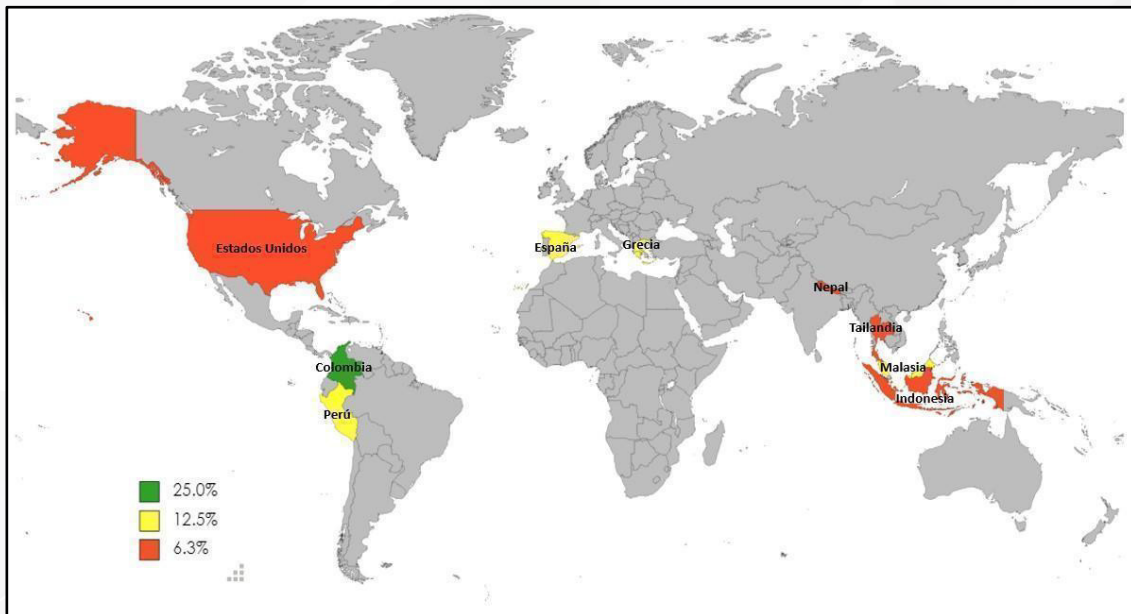 Estados Unidos
España
Grecia
Nepal
Tailandia
Malasia
Indonesia
Colombia
Perú
25.0%
12.5%
6.3%